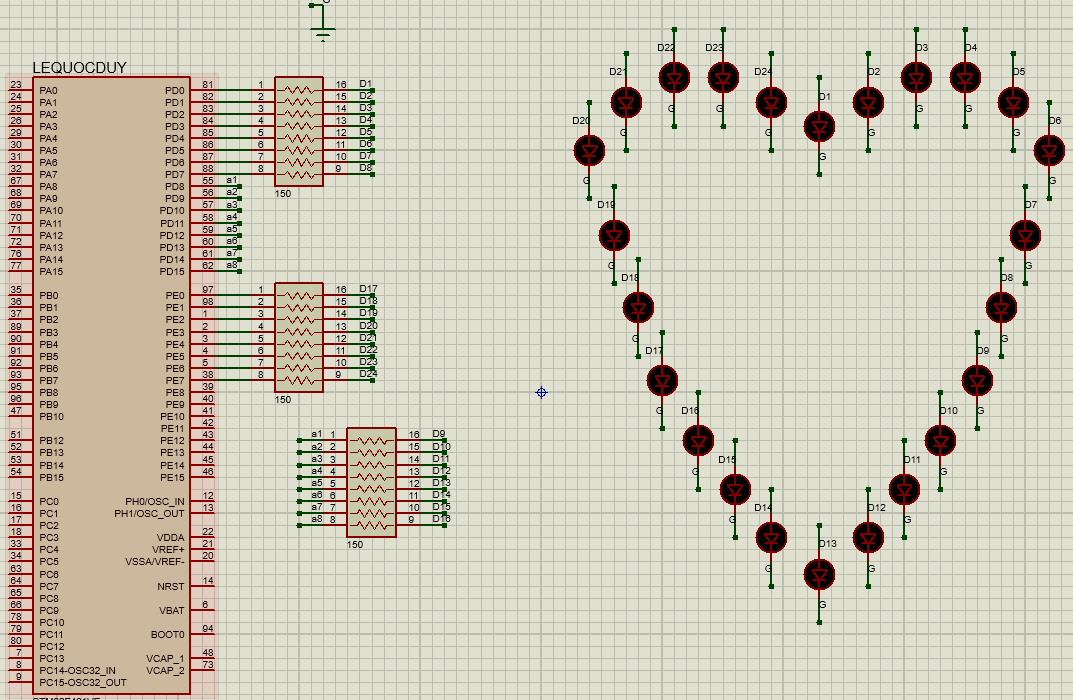 LEQUOCDUY
23 PA0 PD0 81 1 16 D1
24 PA1 PD1 82 2 15 D2
25 PA2 PD2 83 3 14 D3
26 PA3 PD3 84 4 13 D4
29 PA4 PD4 85 5 12 D5
30 PA5 PD5 86 6 11 D6
31 PA6 PD6 87 7 10 D7
32 PA7 PD7 88 8 9 D8
67 PA8 PD8 55 a1
68 PA9 PD9 56 a2
150
69 PA10 PD10 57 a3
70 PA11 PD11 58 a4
71 PA12 PD12 59 a5
72 PA13 PD13 60 a6
76 PA14 PD14 61 a7
77 PA15 PD15 62 a8
35 PB0 PE0 97 1 16 D17
36 PB1 PE1 98 2 15 D18
37 PB2 PE2 1 3 14 D19
89 PB3 PE3 2 4 13 D20
90 PB4 PE4 3 5 12 D21
91 PB5 PE5 4 6 11 D22
92 PB6 PE6 5 7 10 D23
93 PB7 PE7 38 8 9 D24
95 PB8 PE8 39
96 PB9 PE9 40
150
47 PB10 PE10 41
PE11 42
51 PB12 PE12 43
52 PB13 PE13 44
53 PB14 PE14 45
54 PB15 PE15 46
a1 1 16 D9
a2 2 15 D10
a3 3 14 D11
a4 4 13 D12
a5 5 12 D13
a6 6 11 D14
a7 7 10 D15
a8 8 9 D16
150
15 PC0 PH0/OSC_IN 12
16 PC1 PH1/OSC_OUT 13
17 PC2
18 PC3 VDDA 22
33 PC4 VREF+ 21
34 PC5 VSSA/VREF- 20
63 PC6
64 PC7 NRST 14
65 PC8
66 PC9 VBAT 6
78 PC10
79 PC11 BOOT0 94
80 PC12
7 PC13 VCAP_1 48
8 PC14-OSC32_IN VCAP_2 73
9 PC15-OSC32_OUT
D22 D23 D3 D4
D21 D24 D2 D5
D1
G G G G
D20 D6
G G G G
G
G G
D19 D7
G G
D18 D8
G G
D17 D9
G G
D16 D10
D15 D11
G G
D14 D12
G G
D13
G G
G